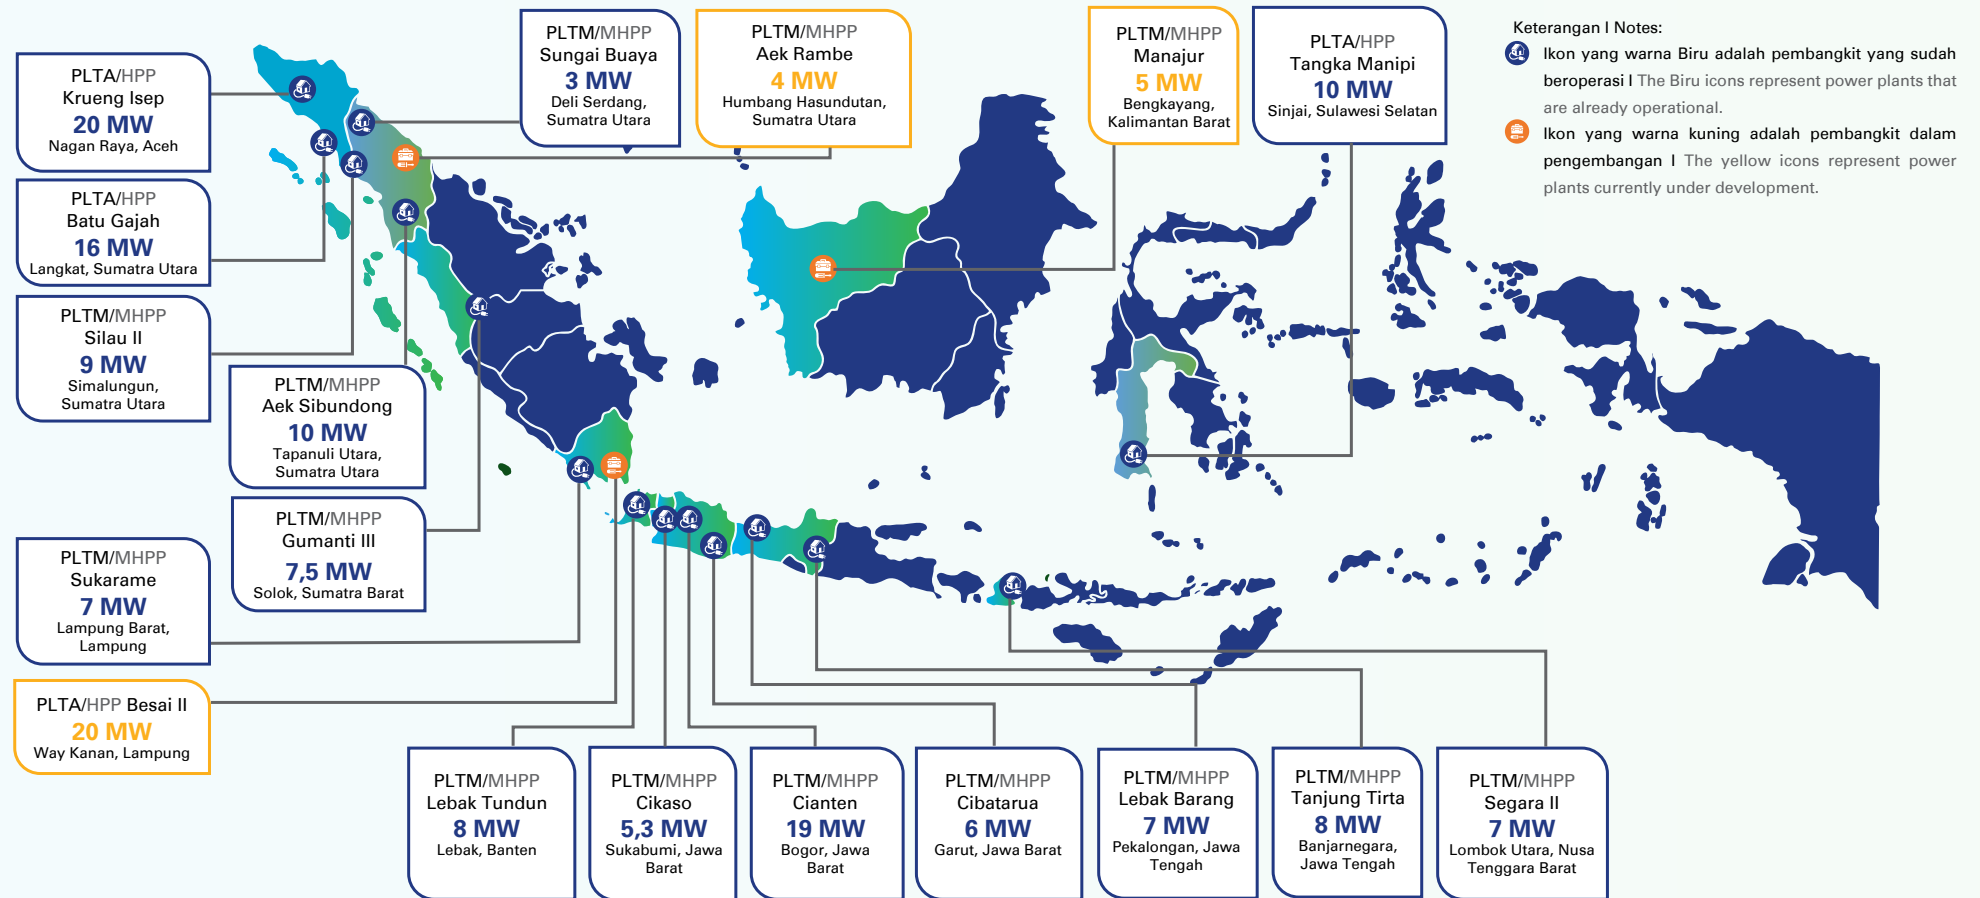 PLTA/HPP
Krueng Isep
20 MW
Nagan Raya, Aceh
PLTM/MHPP
Sungai Buaya
3 MW
Deli Serdang,
Sumatra Utara
PLTM/MHPP
Aek Rambe
4 MW
Humbang Hasundutan,
Sumatra Utara
PLTM/MHPP
Manajur
5 MW
Bengkayang,
Kalimantan Barat
PLTA/HPP
Tangka Manipi
10 MW
Sinjai, Sulawesi Selatan
Keterangan I Notes:
Ikon yang warna Biru adalah pembangkit yang sudah
beroperasi I The Biru icons represent power plants that
are already operational.
Ikon yang warna kuning adalah pembangkit dalam
pengembangan I The yellow icons represent power
plants currently under development.
PLTA/HPP
Batu Gajah
16 MW
Langkat, Sumatra Utara
PLTM/MHPP
Silau II
9 MW
Simalungun,
Sumatra Utara
PLTM/MHPP
Aek Sibundong
10 MW
Tapanuli Utara,
Sumatra Utara
PLTM/MHPP
Gumanti III
7,5 MW
Solok, Sumatra Barat
PLTM/MHPP
Sukarame
7 MW
Lampung Barat,
Lampung
PLTA/HPP Besai II
20 MW
Way Kanan, Lampung
PLTM/MHPP
Lebak Tundun
8 MW
Lebak, Banten
PLTM/MHPP
Cikaso
5,3 MW
Sukabumi, Jawa
Barat
PLTM/MHPP
Cianten
19 MW
Bogor, Jawa
Barat
PLTM/MHPP
Cibatarua
6 MW
Garut, Jawa Barat
PLTM/MHPP
Lebak Barang
7 MW
Pekalongan, Jawa
Tengah
PLTM/MHPP
Tanjung Tirta
8 MW
Banjarnegara,
Jawa Tengah
PLTM/MHPP
Segara II
7 MW
Lombok Utara, Nusa
Tenggara Barat